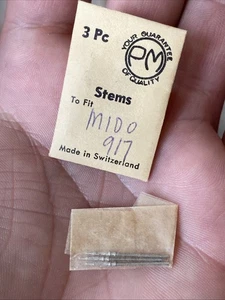 3 Pc
YOUR GUARANTEE
PM
OF QUALITY
Stems
To Fit
MIDO
917
Made in Switzerland